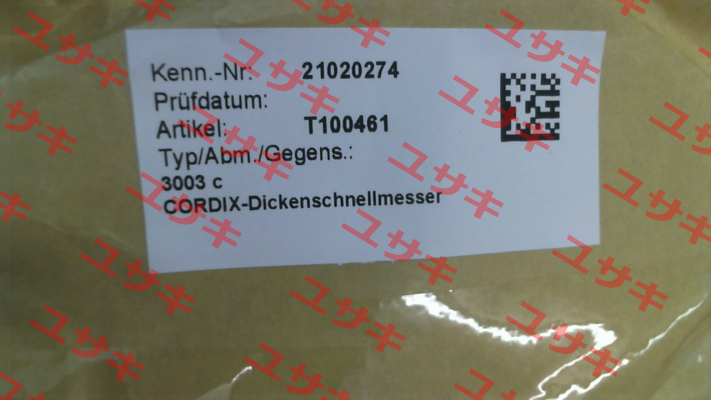 Kenn.-Nr: 21020274
Prüfdatum:
Artikel: T100461
Typ/Abm./Gegens.:
3003 c
CORDIX-Dickenschnellmesser
ユサキ